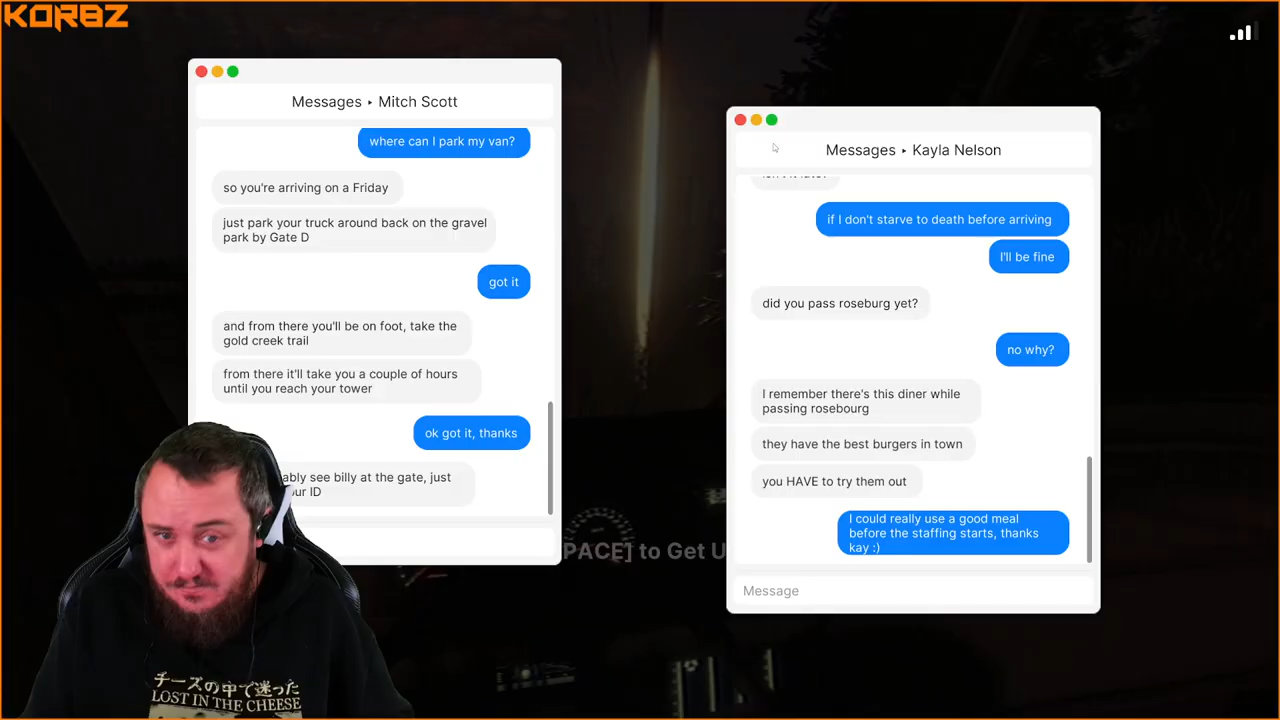 KORBZ
Messages ▸ Mitch Scott
where can I park my van?
so you're arriving on a Friday
just park your truck around back on the gravel
park by Gate D
got it
and from there you'll be on foot, take the
gold creek trail
from there it'll take you a couple of hours
until you reach your tower
ok got it, thanks
see billy at the gate, just
ID
Messages ▸ Kayla Nelson
if I don't starve to death before arriving
I'll be fine
did you pass roseburg yet?
no why?
I remember there's this diner while
passing rosebourg
they have the best burgers in town
you HAVE to try them out
I could really use a good meal
before the staffing starts, thanks
kay :)
Message
to Get
チーズの中で迷った
LOST IN THE CHEESE